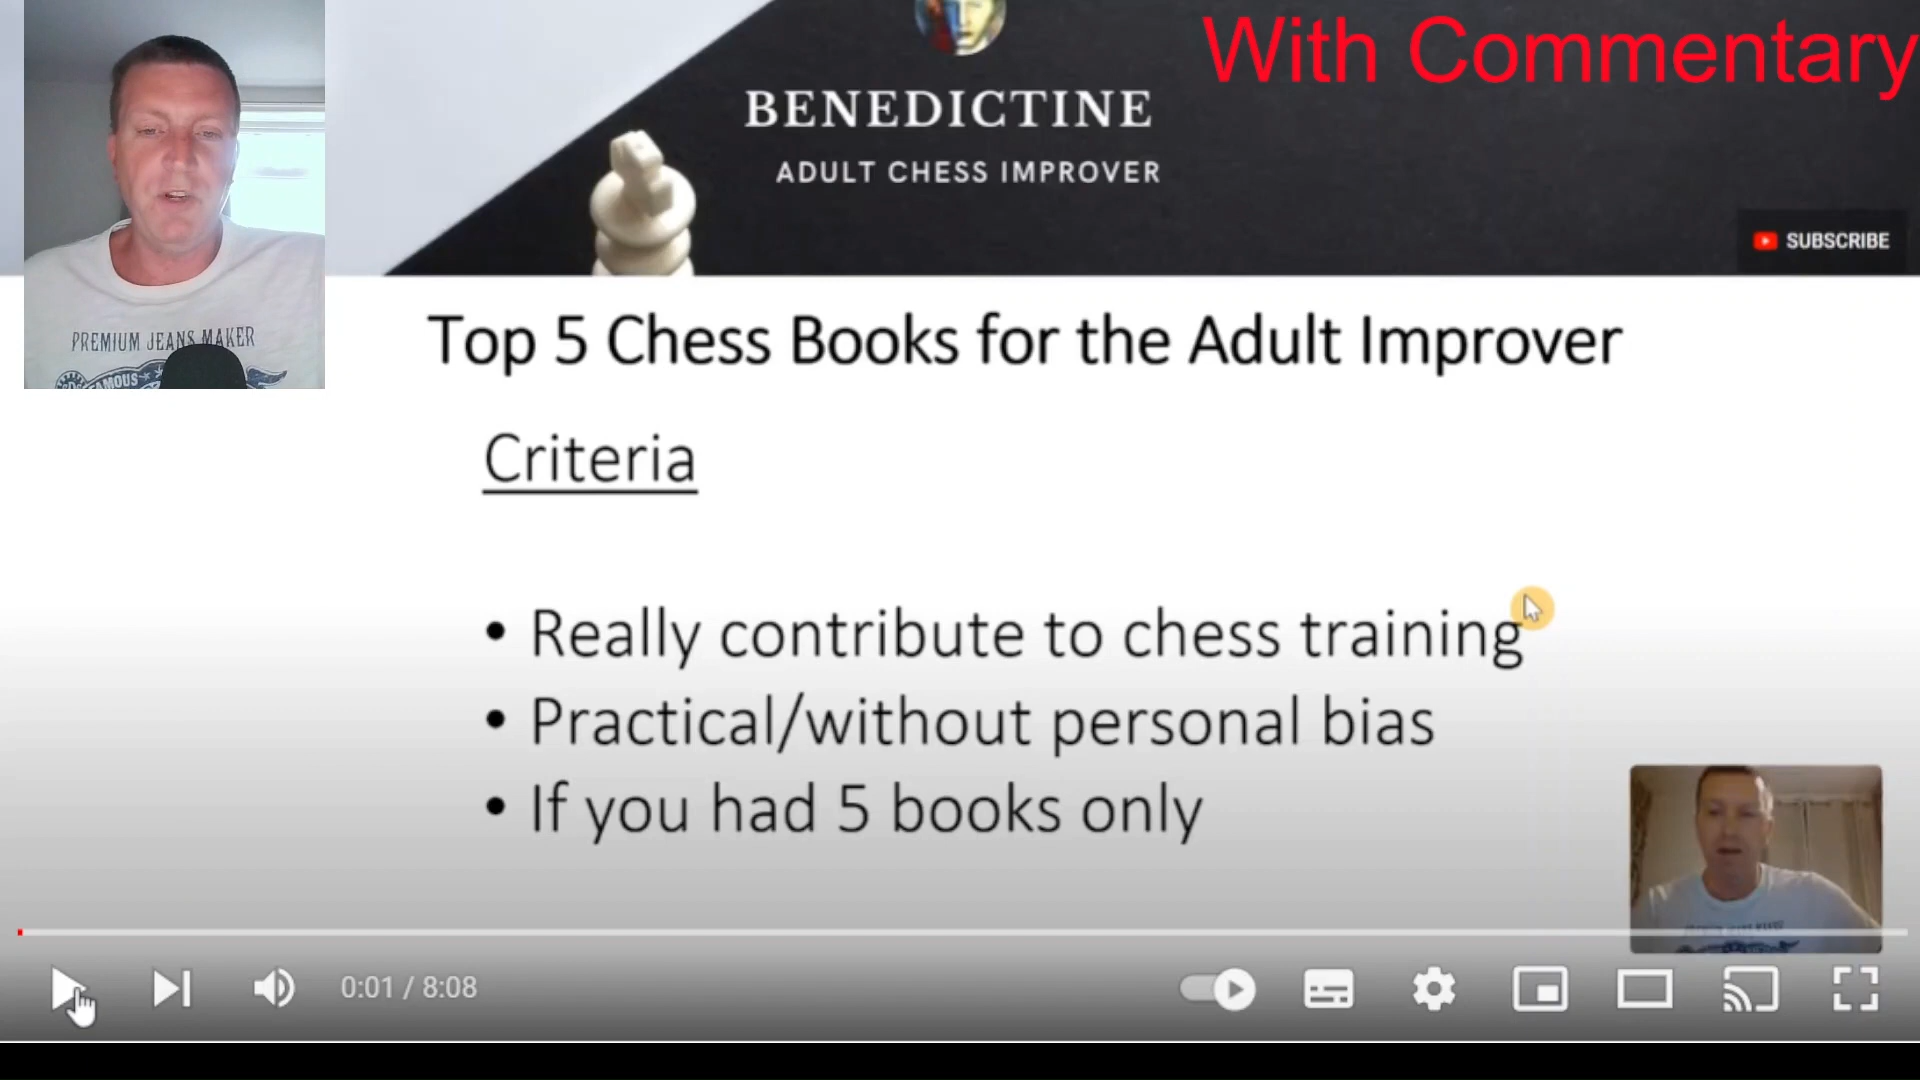 With Commentary
BENEDICTINE
ADULT CHESS IMPROVER
SUBSCRIBE
PREMIUM JEANS MAKER
FAMOUS
Top 5 Chess Books for the Adult Improver
Criteria
• Really contribute to chess training
• Practical/without personal bias
• If you had 5 books only
0:01 / 8:08